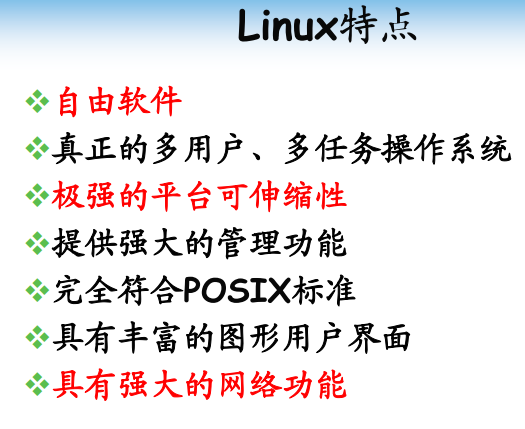 Linux特点
自由软件
真正的多用户、多任务操作系统
极强的平台可伸缩性
提供强大的管理功能
完全符合POSIX标准
具有丰富的图形用户界面
具有强大的网络功能